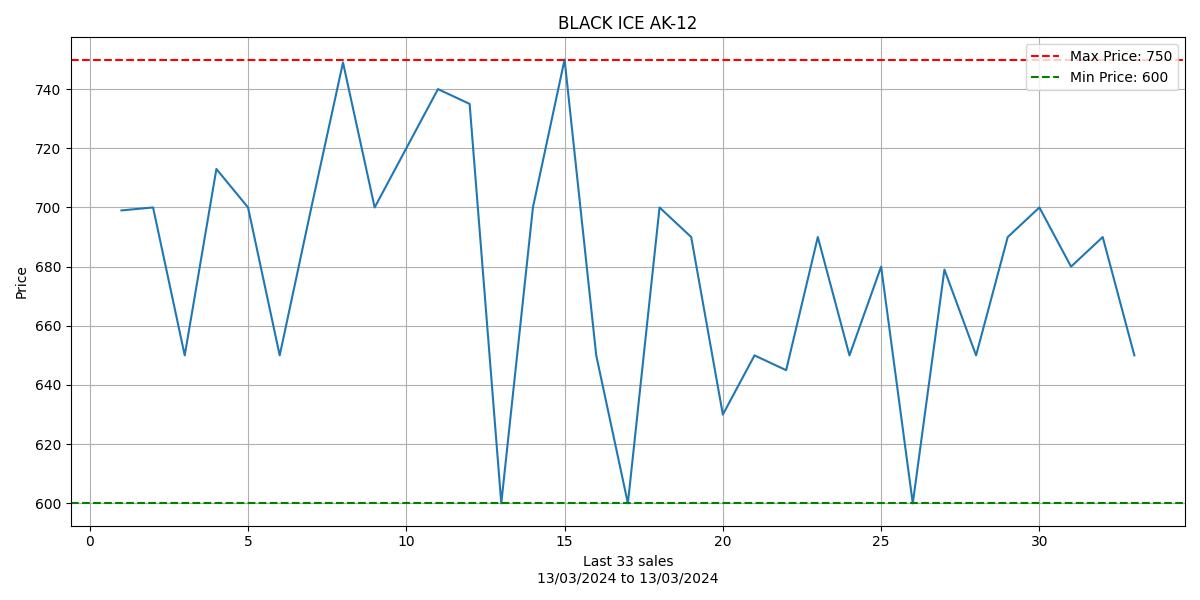 BLACK ICE AK-12
Max Price: 750
Min Price: 600
Price
740
720
700
680
660
640
620
600
0 5 10 15 20 25 30
Last 33 sales
13/03/2024 to 13/03/2024